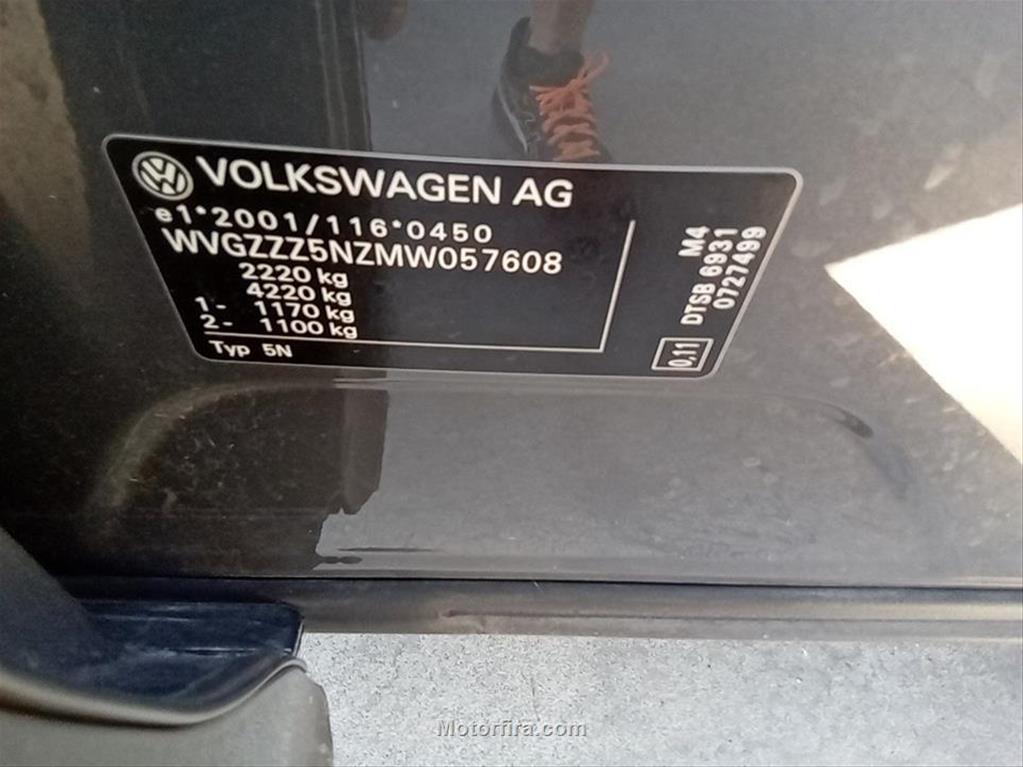 VOLKSWAGEN AG
e1*2001/116*0450
WVGZZZ5NZMW057608
2220 kg
4220 kg
1- 1170 kg
2- 1100 kg
Typ 5N
M4
DTSB 6931
0727499
0,11
Motorfira.com